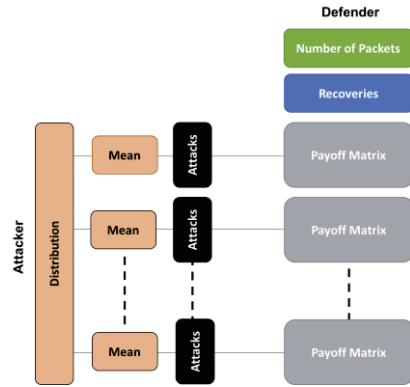 Defender
Number of Packets
Recoveries
Attacker
Distribution
Mean
Attacks
Payoff Matrix
Mean
Attacks
Payoff Matrix
Mean
Attacks
Payoff Matrix